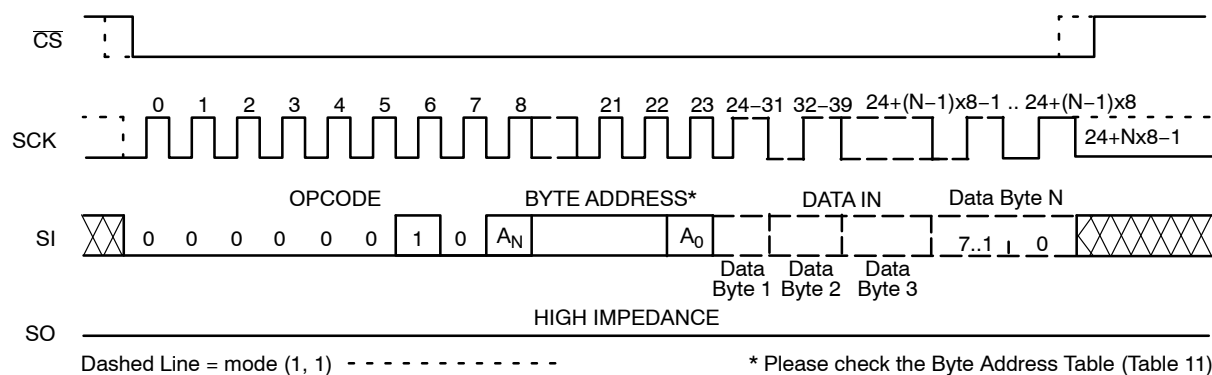 CS
0 1 2 3 4 5 6 7 8 21 22 23 24−31 32−39 24+(N−1)x8−1 .. 24+(N−1)x8
SCK
24+Nx8−1
OPCODE BYTE ADDRESS* DATA IN Data Byte N
SI
0 0 0 0 0 0 1 0 AN A0 7..1 0
Data Byte 1
Data Byte 2
Data Byte 3
HIGH IMPEDANCE
SO
Dashed Line = mode (1, 1) * Please check the Byte Address Table (Table 11)